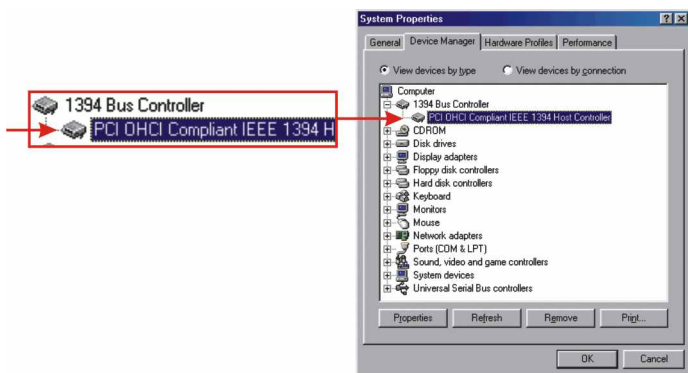 1394 Bus Controller
PCI OHCI Compliant IEEE 1394 H
System Properties
General Device Manager Hardware Profiles Performance
View devices by type View devices by connection
Computer
1394 Bus Controller
PCI OHCI Compliant IEEE 1394 Host Controller
CDROM
Disk drives
Display adapters
Floppy disk controllers
Hard disk controllers
Keyboard
Monitors
Mouse
Network adapters
Ports (COM & LPT)
Sound, video and game controllers
System devices
Universal Serial Bus controllers
Properties Refresh Remove Print...
OK Cancel